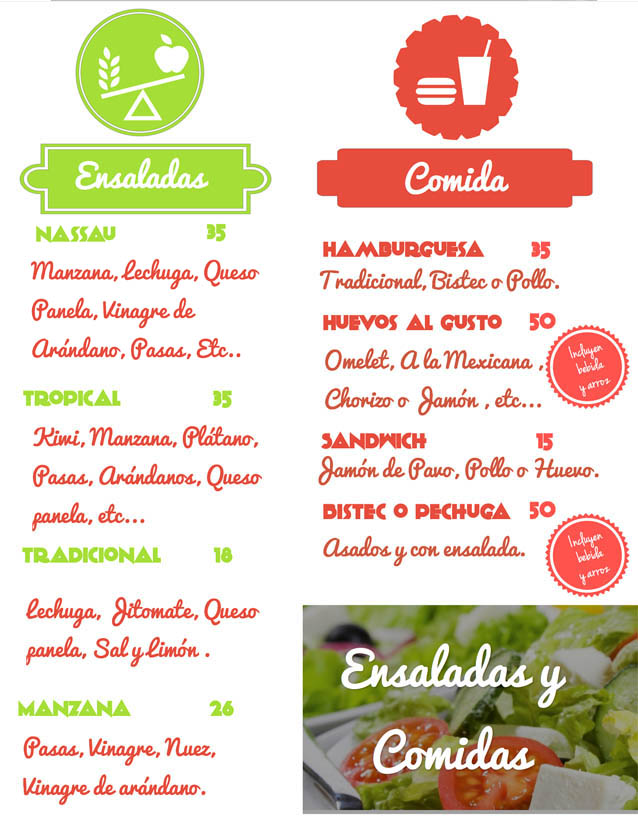 Ensaladas
NASSAU 35
Manzana, Lechuga, Queso
Panela, Vinagre de
Arándano, Pasas, Etc..
TROPICAL 35
Kiwi, Manzana, Plátano,
Pasas, Arándanos, Queso
panela, etc...
TRADICIONAL 18
Lechuga, Jitomate, Queso
panela, Sal y Limón .
MANZANA 26
Pasas, Vinagre, Nuez,
Vinagre de arándano.
Comida
HAMBURGUESA 35
Tradicional, Bistec o Pollo.
HUEVOS AL GUSTO 50
Omelet, A la Mexicana ,
Chorizo o Jamón , etc...
Incluyen
bebida
y arroz
SANDWICH 15
Jamón de Pavo, Pollo o Huevo.
BISTEC O PECHUGA 50
Asados y con ensalada.
Incluyen
bebida
y arroz
Ensaladas y
Comidas